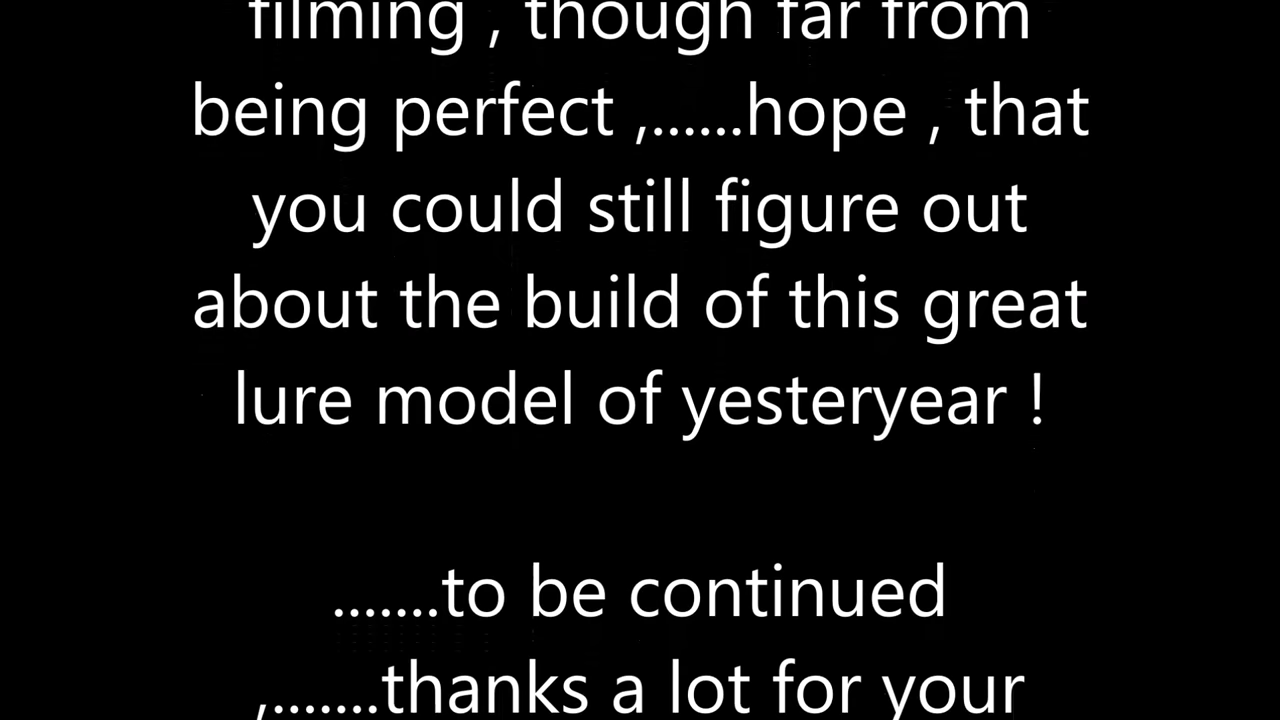 filming , though far from
being perfect ,......hope , that
you could still figure out
about the build of this great
lure model of yesteryear !
.......to be continued
,.......thanks a lot for your